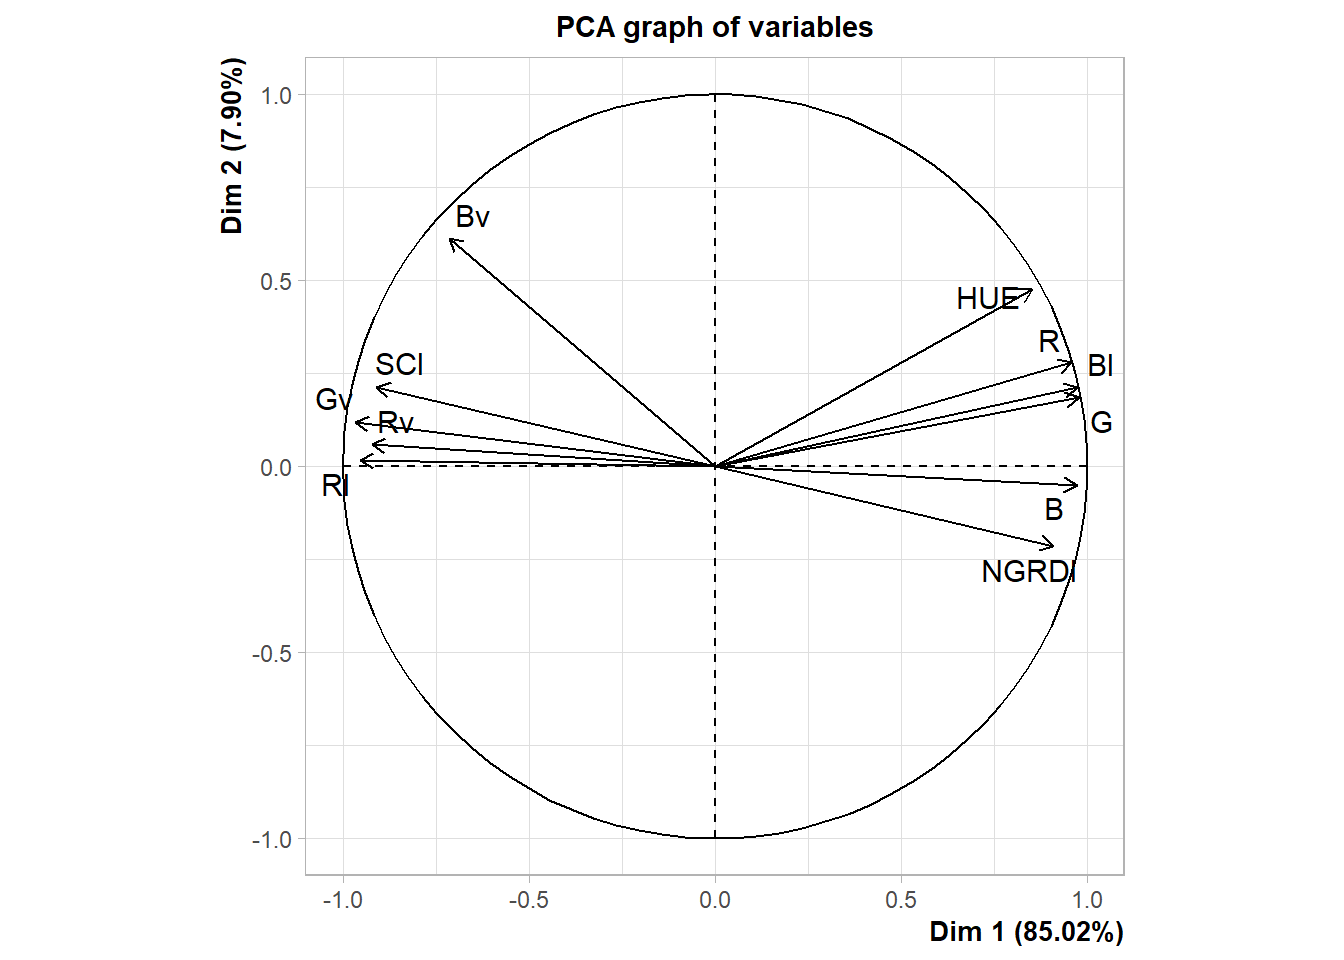 PCA graph of variables
Dim 2 (7.90%)
1.0
0.5
0.0
-0.5
-1.0
Bv
HUE
R
BI
SCI
Gv
G
Rv
RI
B
NGRDI
-1.0
-0.5
0.0
0.5
1.0
Dim 1 (85.02%)